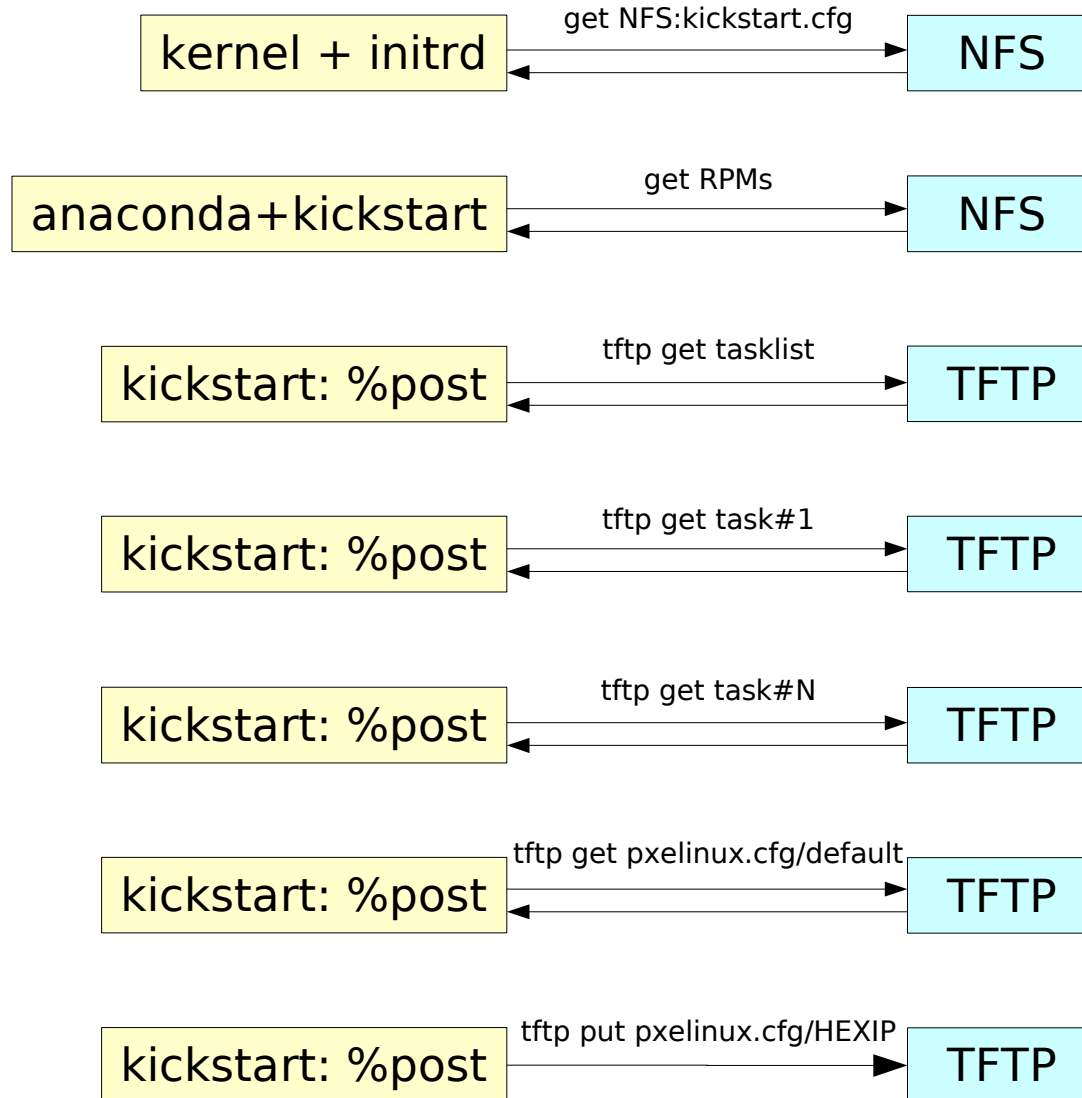 get NFS:kickstart.cfg
kernel + initrd
NFS
get RPMs
anaconda+kickstart
NFS
tftp get tasklist
kickstart: %post
TFTP
tftp get task#1
kickstart: %post
TFTP
tftp get task#N
kickstart: %post
TFTP
tftp get pxelinux.cfg/default
kickstart: %post
TFTP
tftp put pxelinux.cfg/HEXIP
kickstart: %post
TFTP